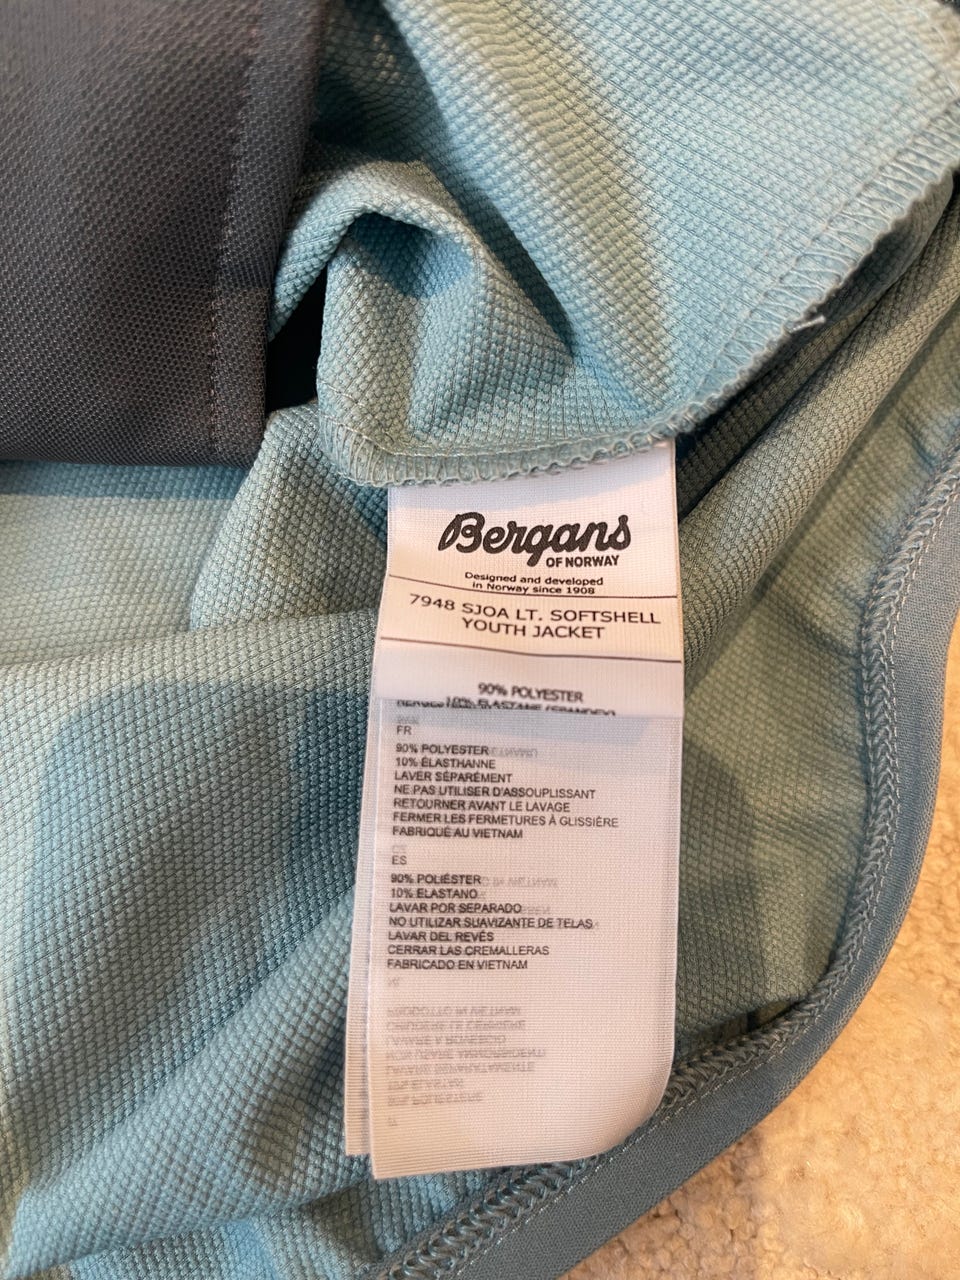 Bergans
OF NORWAY
Designed and developed
in Norway since 1908
7948 SJOA LT. SOFTSHELL
YOUTH JACKET
90% POLYESTER
10% ELASTANE (SPANDEX)
FR
90% POLYESTER
10% ÉLASTHANNE
LAVER SÉPARÉMENT
NE PAS UTILISER D'ASSOUPLISSANT
RETOURNER AVANT LE LAVAGE
FERMER LES FERMETURES À GLISSIÈRE
FABRIQUÉ AU VIETNAM
ES
90% POLIÉSTER
10% ELASTANO
LAVAR POR SEPARADO
NO UTILIZAR SUAVIZANTE DE TELAS
LAVAR DEL REVÉS
CERRAR LAS CREMALLERAS
FABRICADO EN VIETNAM